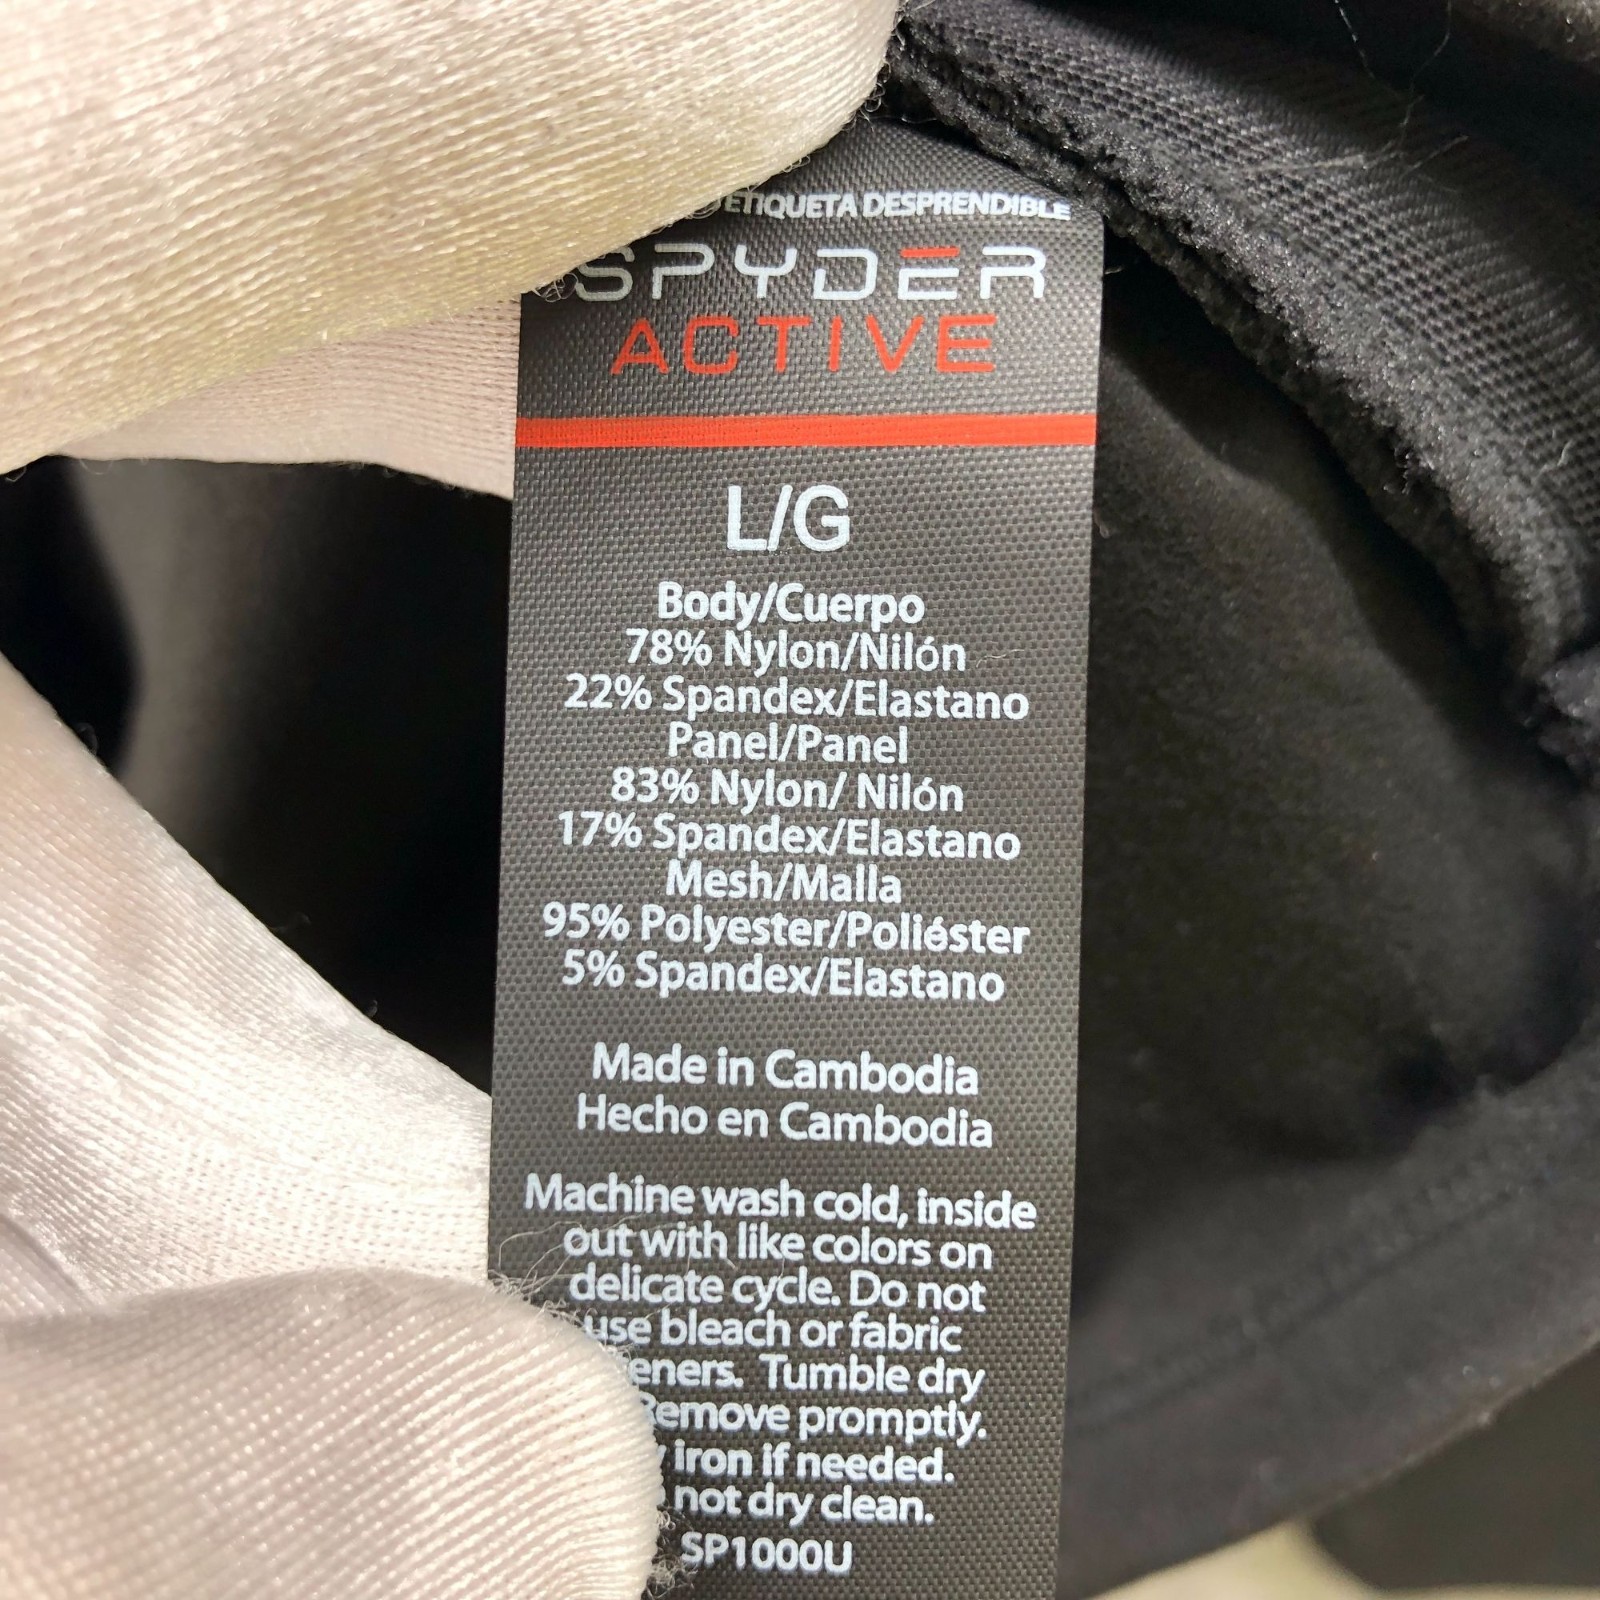 ETIQUETA DESPRENDIBLE
SPYDER
ACTIVE
L/G
Body/Cuerpo
78% Nylon/Nilón
22% Spandex/Elastano
Panel/Panel
83% Nylon/ Nilón
17% Spandex/Elastano
Mesh/Malla
95% Polyester/Poliéster
5% Spandex/Elastano
Made in Cambodia
Hecho en Cambodia
Machine wash cold, inside
out with like colors on
delicate cycle. Do not
use bleach or fabric
Tumble dry
Remove promptly.
iron if needed.
not dry clean.
SP1000U